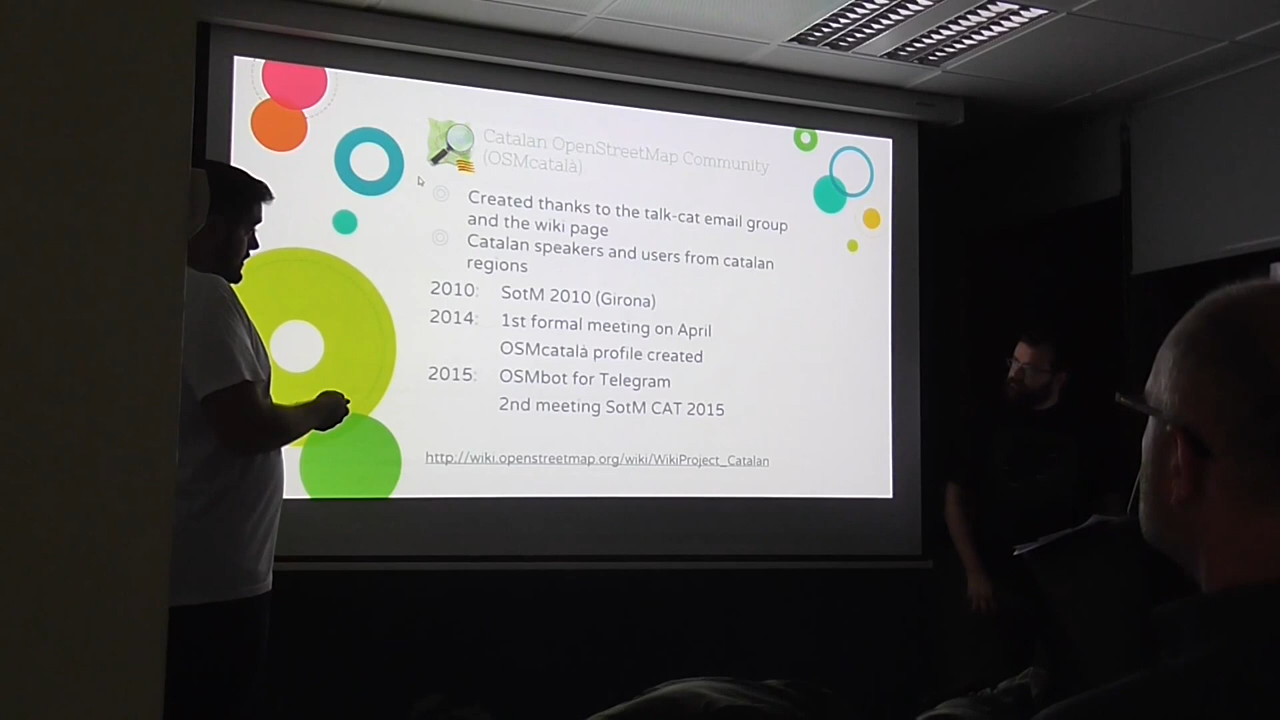 Catalan OpenStreetMap Community
(OSMcatalà)
Created thanks to the talk-cat email group
and the wiki page
Catalan speakers and users from catalan
regions
2010: SotM 2010 (Girona)
2014: 1st formal meeting on April
OSMcatalà profile created
2015: OSMbot for Telegram
2nd meeting SotM CAT 2015
http://wiki.openstreetmap.org/wiki/WikiProject_Catalan